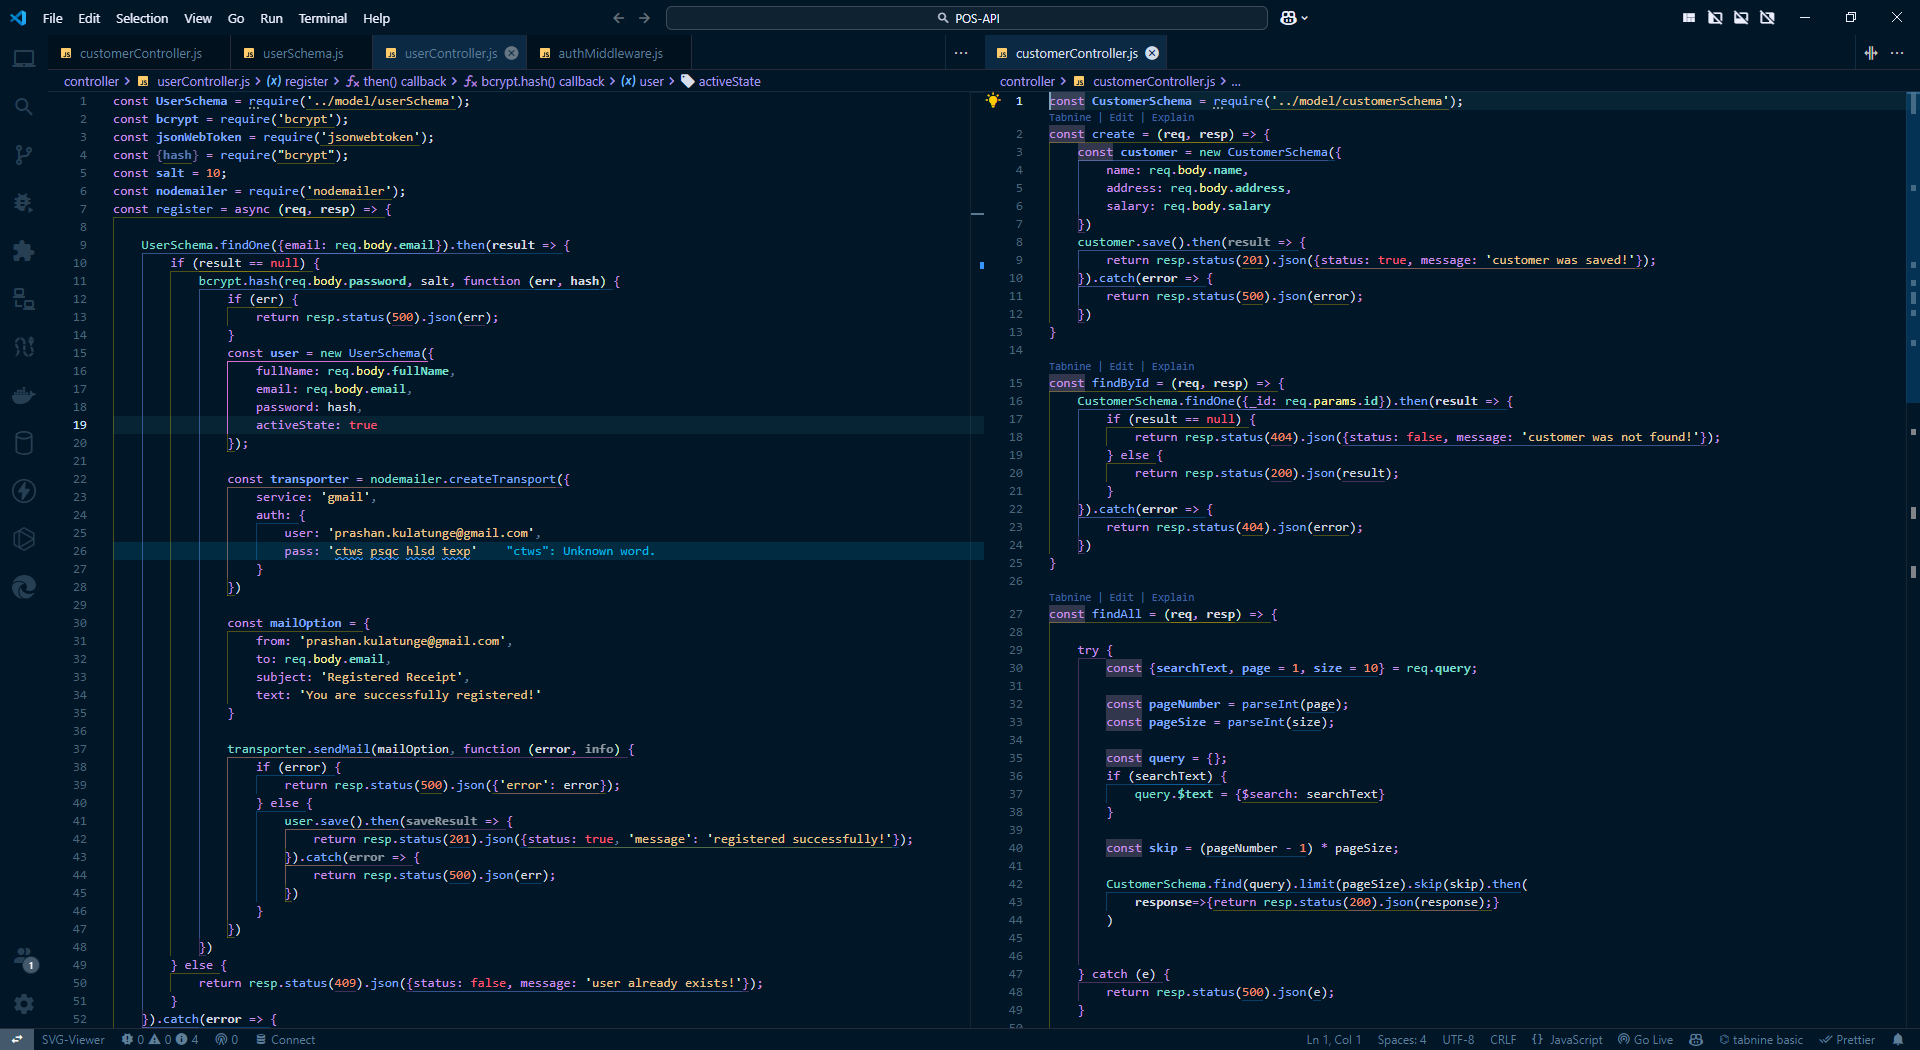 File Edit Selection View Go Run Terminal Help
POS-API
customerController.js userSchema.js userController.js authMiddleware.js
controller > userController.js > register > then() callback > bcrypt.hash() callback > user > activeState
1 const UserSchema = require('../model/userSchema');
2 const bcrypt = require('bcrypt');
3 const jsonWebToken = require('jsonwebtoken');
4 const {hash} = require("bcrypt");
5 const salt = 10;
6 const nodemailer = require('nodemailer');
7 const register = async (req, resp) => {
8
9 UserSchema.findOne({email: req.body.email}).then(result => {
10 if (result == null) {
11 bcrypt.hash(req.body.password, salt, function (err, hash) {
12 if (err) {
13 return resp.status(500).json(err);
14 }
15 const user = new UserSchema({
16 fullName: req.body.fullName,
17 email: req.body.email,
18 password: hash,
19 activeState: true
20 });
21
22 const transporter = nodemailer.createTransport({
23 service: 'gmail',
24 auth: {
25 user: 'prashan.kulatunge@gmail.com',
26 pass: 'ctws psqc hlsd texp' "ctws": Unknown word.
27 }
28 })
29
30 const mailOption = {
31 from: 'prashan.kulatunge@gmail.com',
32 to: req.body.email,
33 subject: 'Registered Receipt',
34 text: 'You are successfully registered!'
35 }
36
37 transporter.sendMail(mailOption, function (error, info) {
38 if (error) {
39 return resp.status(500).json({'error': error});
40 } else {
41 user.save().then(saveResult => {
42 return resp.status(201).json({status: true, 'message': 'registered successfully!'});
43 }).catch(error => {
44 return resp.status(500).json(err);
45 })
46 }
47 })
48 })
49 } else {
50 return resp.status(409).json({status: false, message: 'user already exists!'});
51 }
52 }).catch(error => {
customerController.js
controller > customerController.js > ...
1 const CustomerSchema = require('../model/customerSchema');
Tabnine | Edit | Explain
2 const create = (req, resp) => {
3 const customer = new CustomerSchema({
4 name: req.body.name,
5 address: req.body.address,
6 salary: req.body.salary
7 })
8 customer.save().then(result => {
9 return resp.status(201).json({status: true, message: 'customer was saved!'});
10 }).catch(error => {
11 return resp.status(500).json(error);
12 })
13 }
14
Tabnine | Edit | Explain
15 const findById = (req, resp) => {
16 CustomerSchema.findOne({_id: req.params.id}).then(result => {
17 if (result == null) {
18 return resp.status(404).json({status: false, message: 'customer was not found!'});
19 } else {
20 return resp.status(200).json(result);
21 }
22 }).catch(error => {
23 return resp.status(404).json(error);
24 })
25 }
26
Tabnine | Edit | Explain
27 const findAll = (req, resp) => {
28
29 try {
30 const {searchText, page = 1, size = 10} = req.query;
31
32 const pageNumber = parseInt(page);
33 const pageSize = parseInt(size);
34
35 const query = {};
36 if (searchText) {
37 query.$text = {$search: searchText}
38 }
39
40 const skip = (pageNumber - 1) * pageSize;
41
42 CustomerSchema.find(query).limit(pageSize).skip(skip).then(
43 response=>{return resp.status(200).json(response);}
44 )
45
46
47 } catch (e) {
48 return resp.status(500).json(e);
49 }
50
1
SVG-Viewer 0 0 4 0 Connect
Ln 1, Col 1 Spaces: 4 UTF-8 CRLF {} JavaScript Go Live tabnine basic Prettier